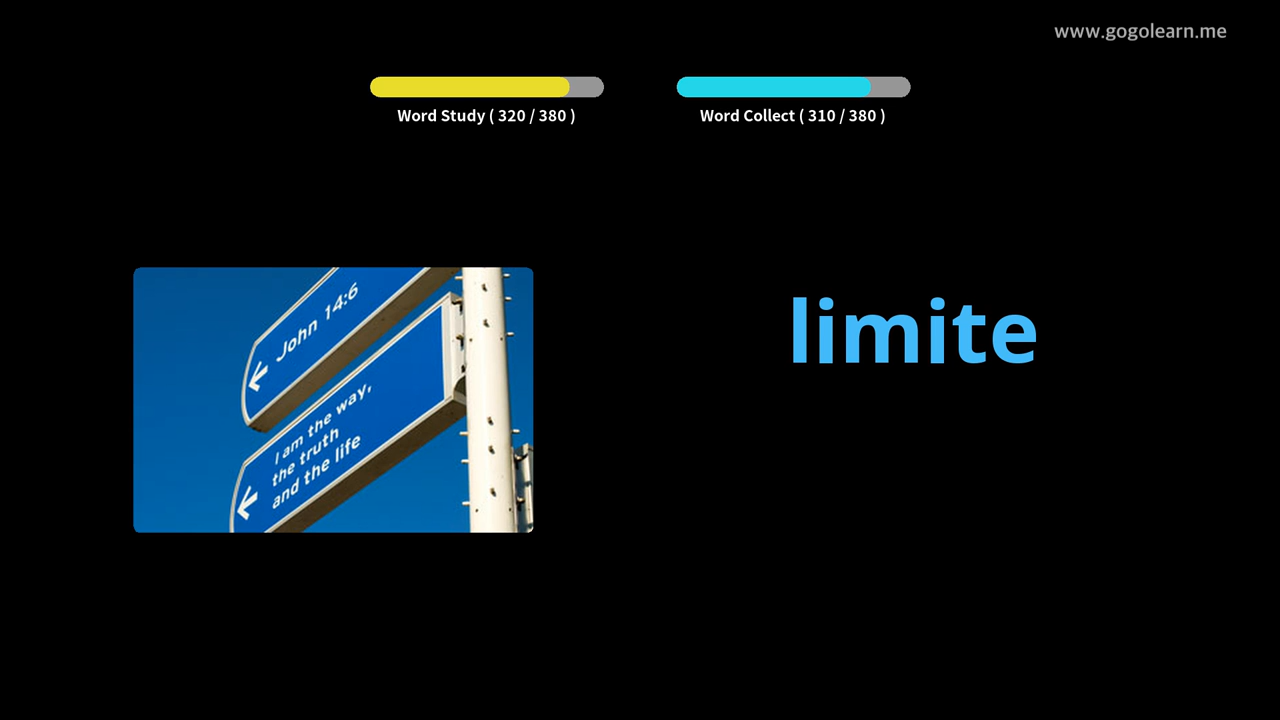 www.gogolearn.me
Word Study ( 320 / 380 )
Word Collect ( 310 / 380 )
John 14:6
I am the way,
the truth
and the life
limite